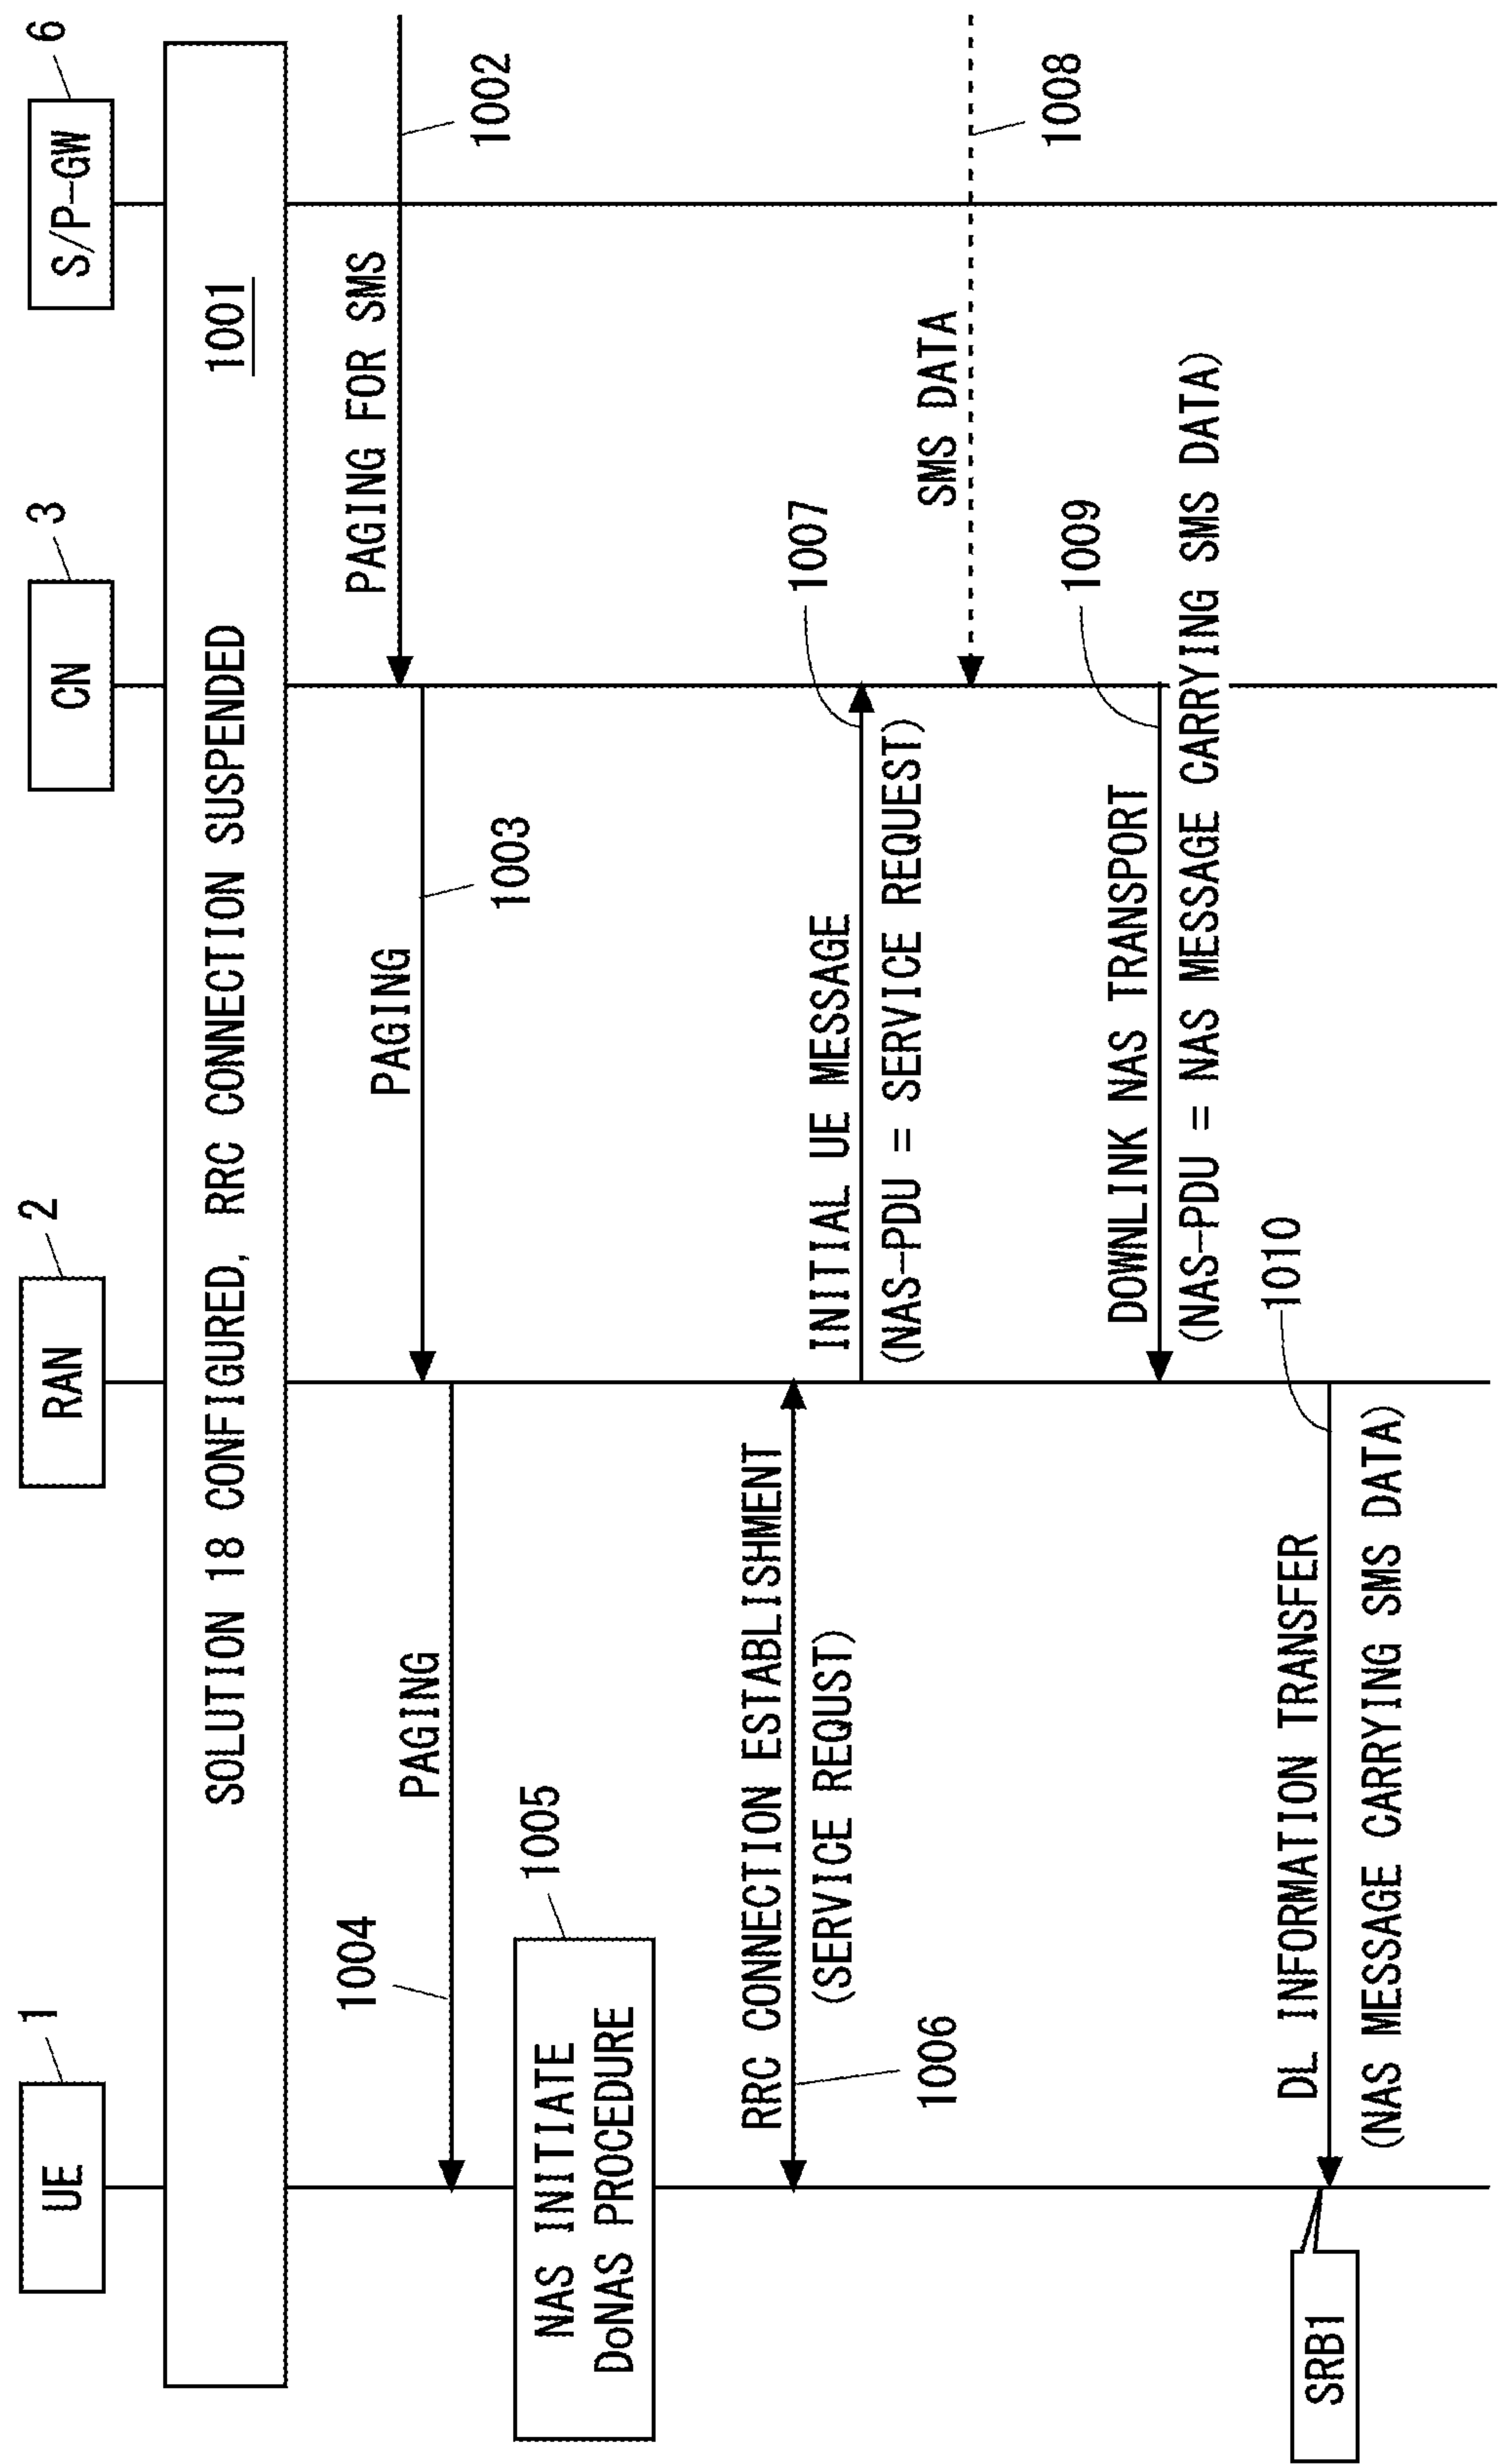 UE
1
RAN
2
CN
3
S/P-GW
6
SOLUTION 18 CONFIGURED, RRC CONNECTION SUSPENDED
1001
PAGING FOR SMS
1002
PAGING
1003
1004
PAGING
NAS INITIATE
DoNAS PROCEDURE
1005
RRC CONNECTION ESTABLISHMENT
(SERVICE REQUST)
1006
INITIAL UE MESSAGE
(NAS-PDU = SERVICE REQUEST)
1007
SMS DATA
1008
DOWNLINK NAS TRANSPORT
(NAS-PDU = NAS MESSAGE CARRYING SMS DATA)
1009
DL INFORMATION TRANSFER
(NAS MESSAGE CARRYING SMS DATA)
1010
SRB1